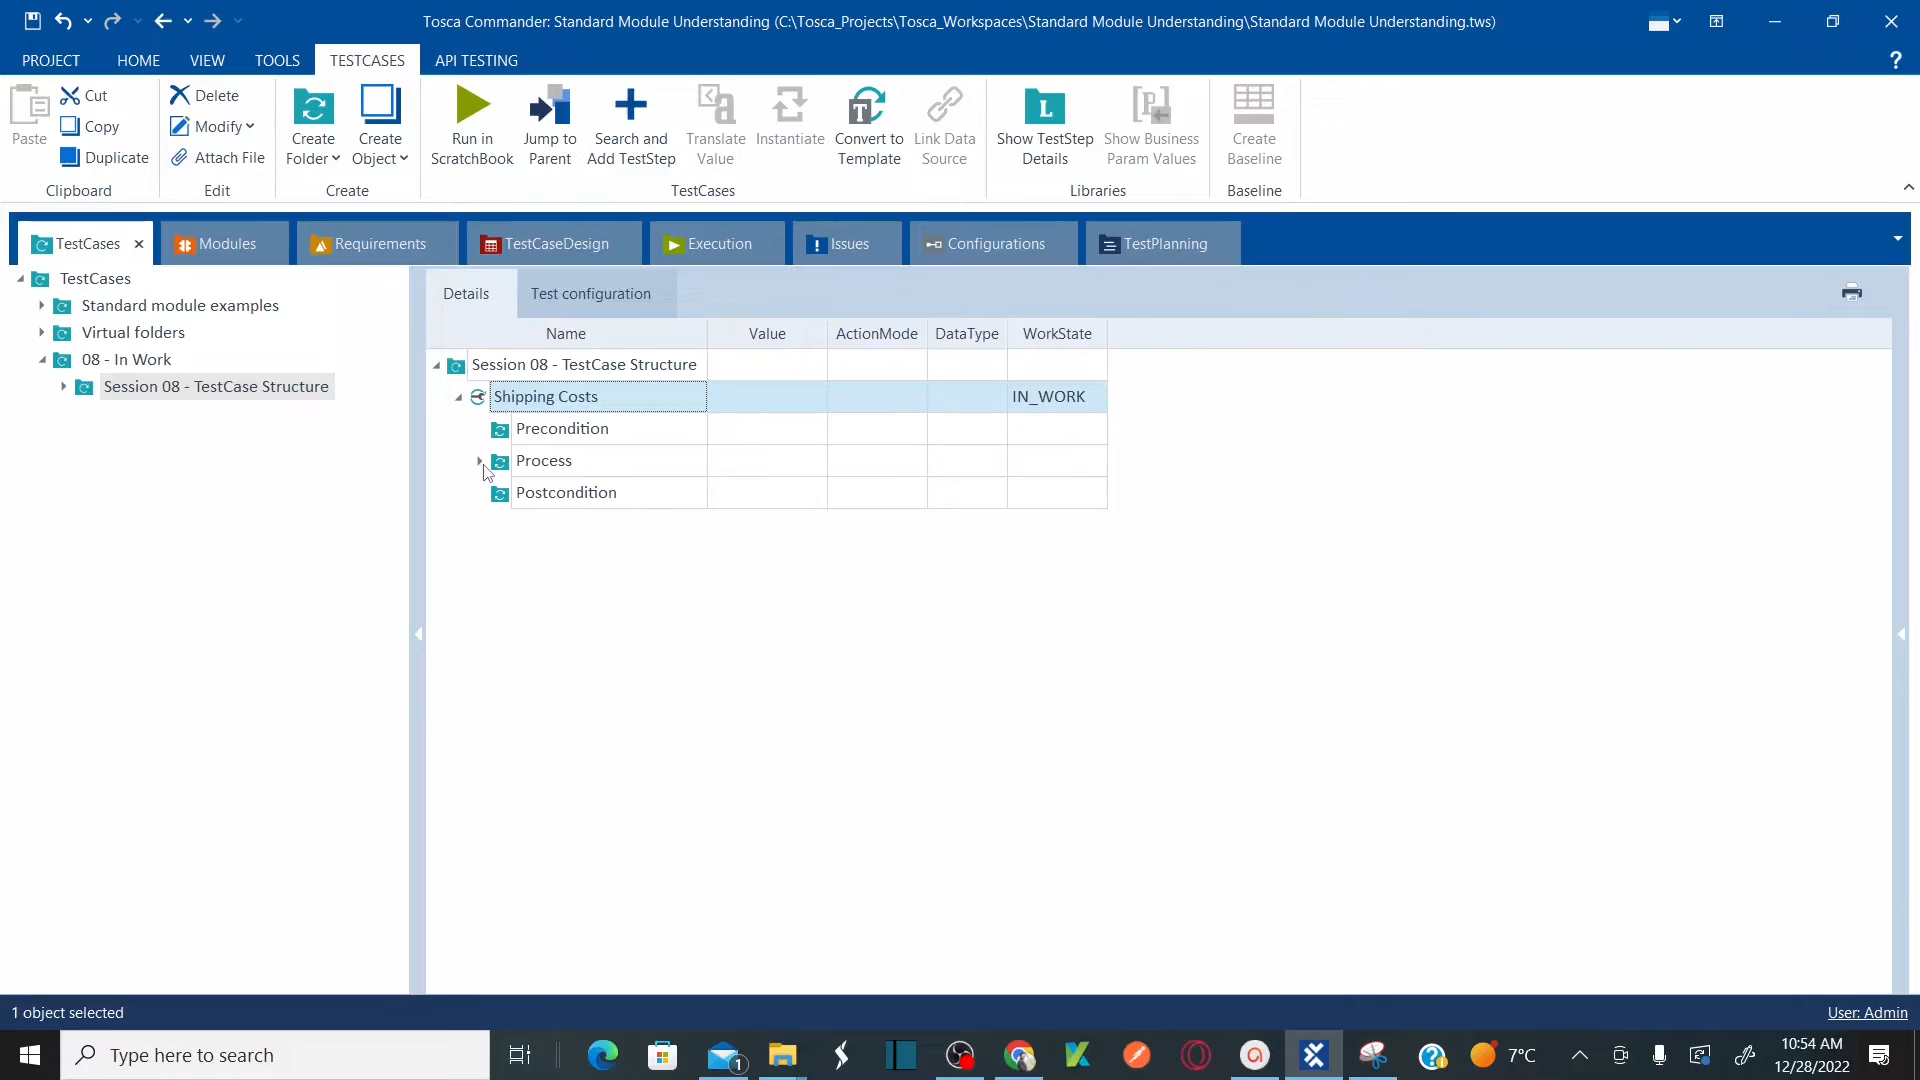 Tosca Commander: Standard Module Understanding (C:\Tosca_Projects\Tosca_Workspaces\Standard Module Understanding\Standard Module Understanding.tws)
PROJECT HOME VIEW TOOLS TESTCASES API TESTING ?
Paste
Cut
Copy
Duplicate
Clipboard
Delete
Modify
Attach File
Edit
Create
Folder
Create
Object
Create
Run in
ScratchBook
Jump to
Parent
Search and
Add TestStep
Translate
Value
Instantiate
Convert to
Template
Link Data
Source
TestCases
Show TestStep
Details
Show Business
Param Values
Libraries
Create
Baseline
Baseline
TestCases Modules Requirements TestCaseDesign Execution Issues Configurations TestPlanning
TestCases
Standard module examples
Virtual folders
08 - In Work
Session 08 - TestCase Structure
Details Test configuration
Name Value ActionMode DataType WorkState
Session 08 - TestCase Structure
Shipping Costs IN_WORK
Precondition
Process
Postcondition
1 object selected User: Admin
Type here to search
1
7°C
10:54 AM
12/28/2022